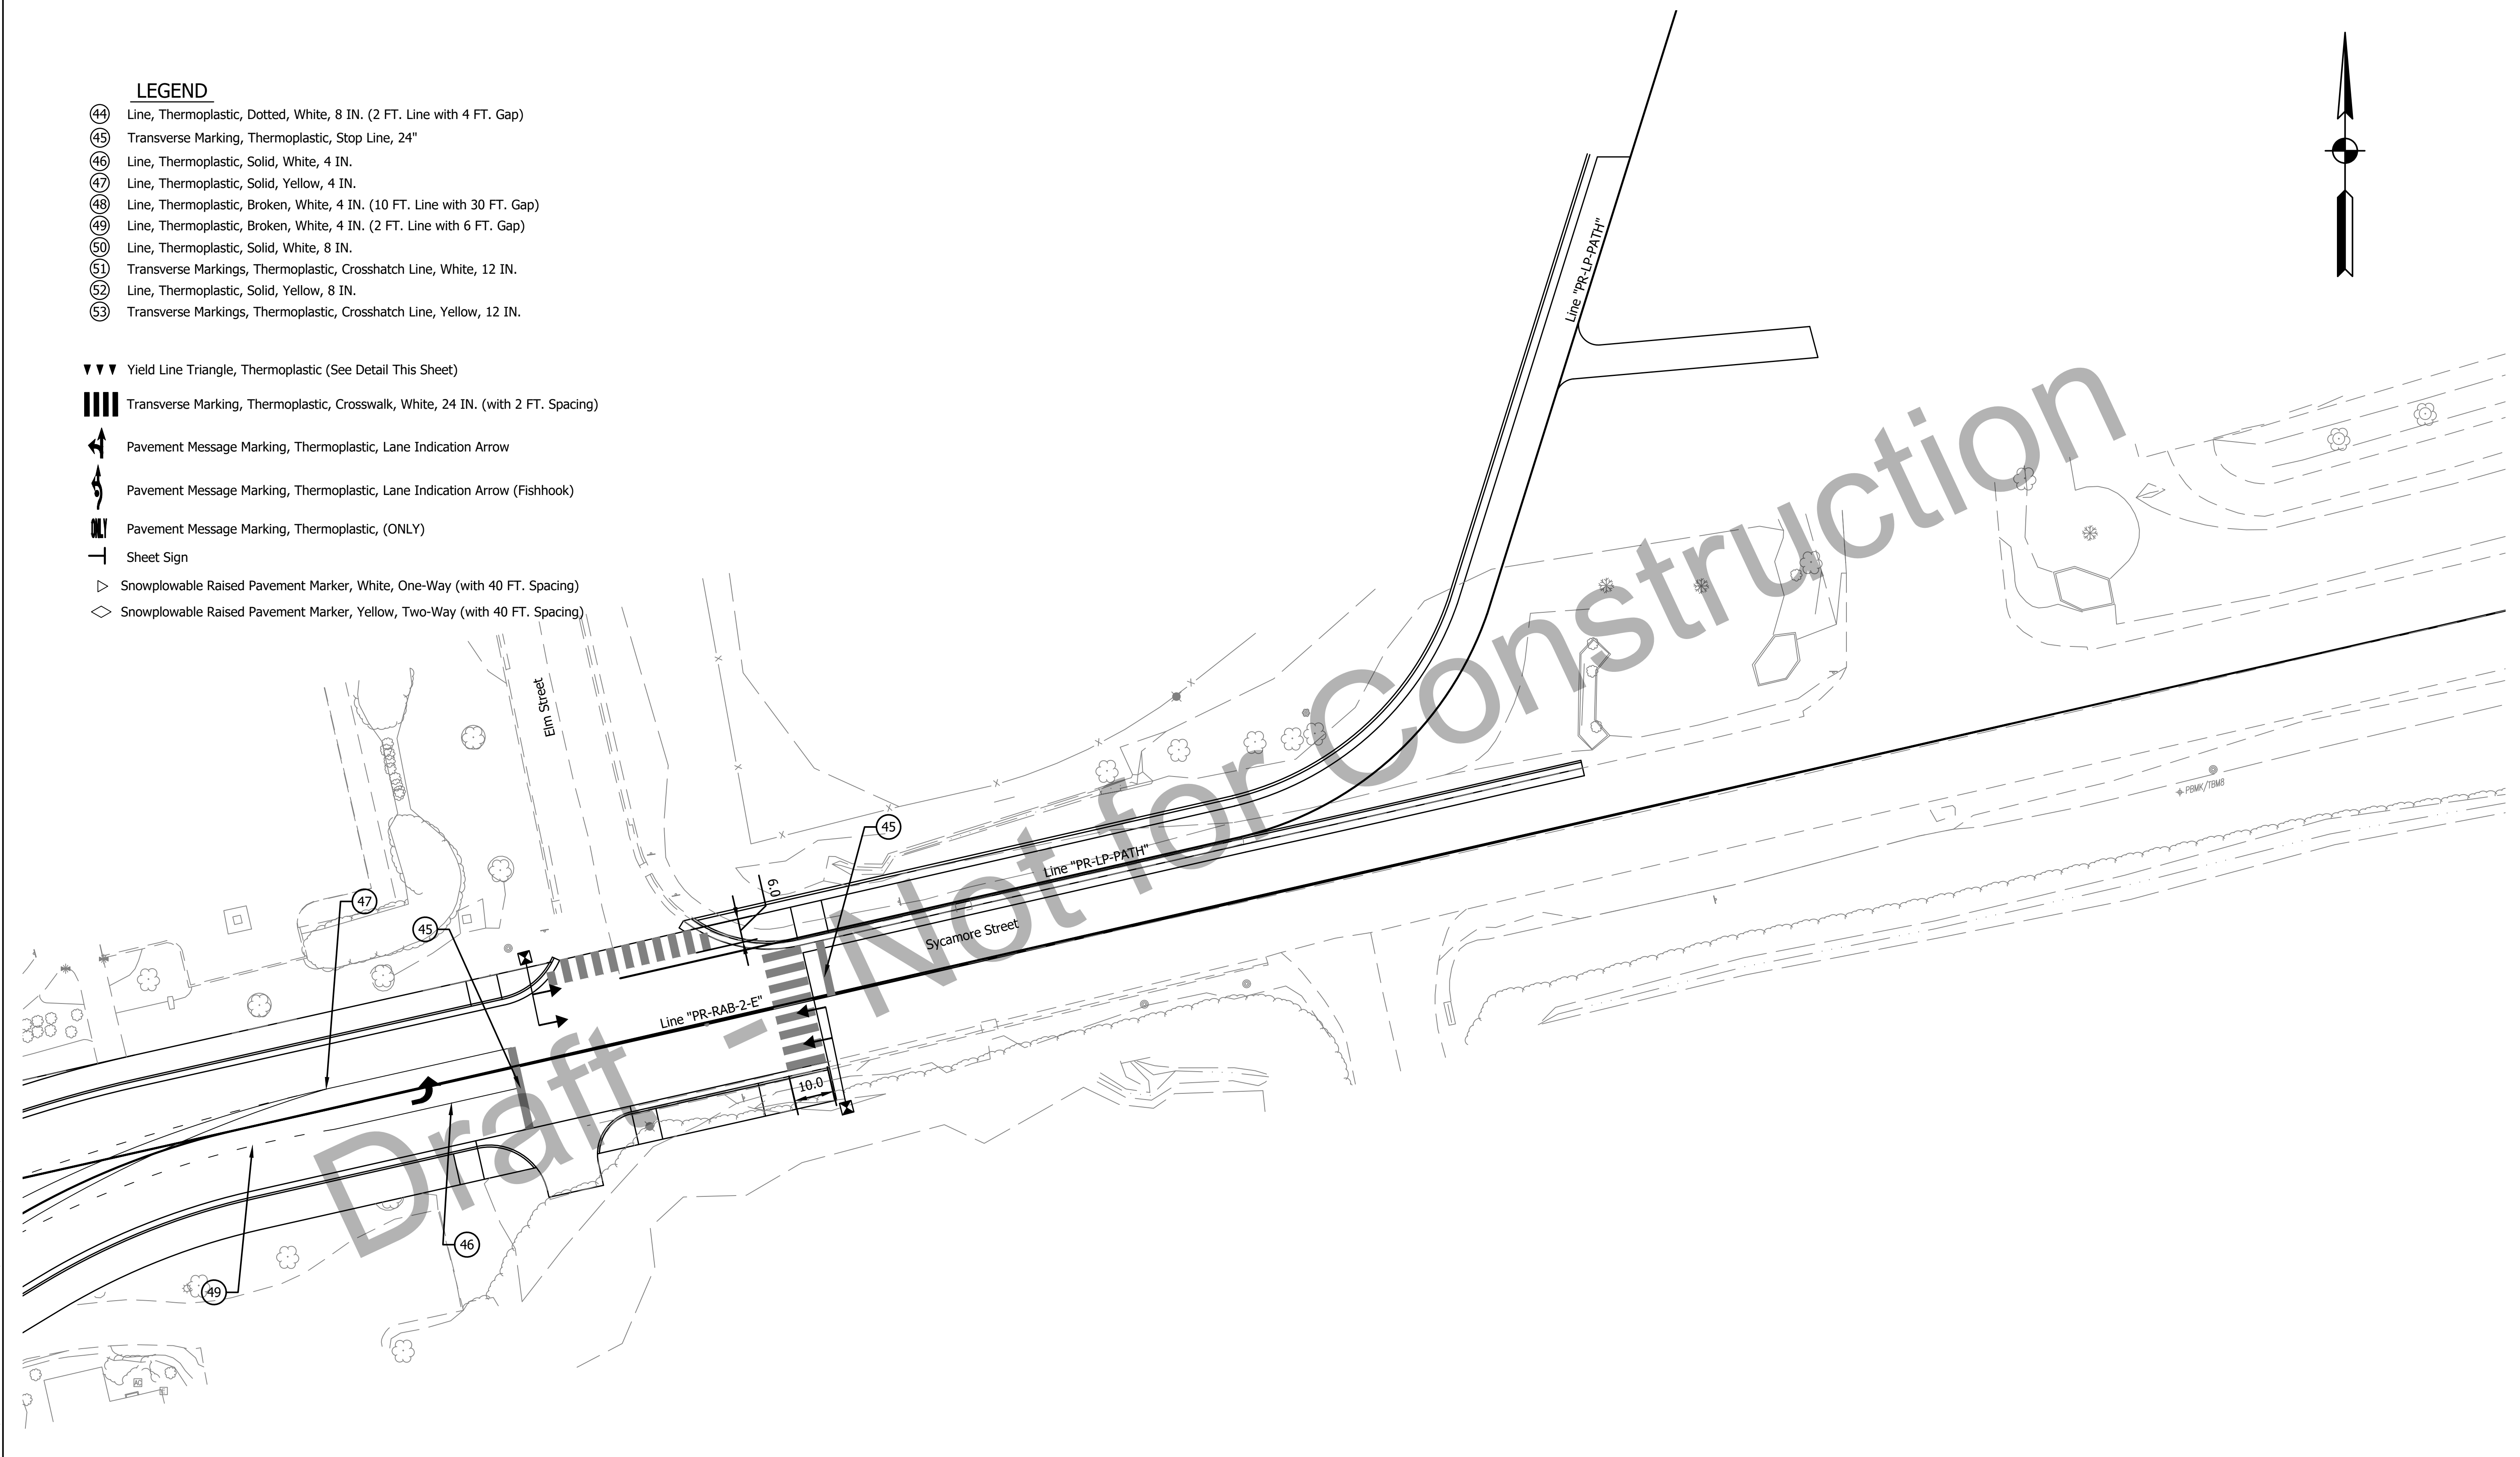 LEGEND
44 Line, Thermoplastic, Dotted, White, 8 IN. (2 FT. Line with 4 FT. Gap)
45 Transverse Marking, Thermoplastic, Stop Line, 24"
46 Line, Thermoplastic, Solid, White, 4 IN.
47 Line, Thermoplastic, Solid, Yellow, 4 IN.
48 Line, Thermoplastic, Broken, White, 4 IN. (10 FT. Line with 30 FT. Gap)
49 Line, Thermoplastic, Broken, White, 4 IN. (2 FT. Line with 6 FT. Gap)
50 Line, Thermoplastic, Solid, White, 8 IN.
51 Transverse Markings, Thermoplastic, Crosshatch Line, White, 12 IN.
52 Line, Thermoplastic, Solid, Yellow, 8 IN.
53 Transverse Markings, Thermoplastic, Crosshatch Line, Yellow, 12 IN.
Yield Line Triangle, Thermoplastic (See Detail This Sheet)
Transverse Marking, Thermoplastic, Crosswalk, White, 24 IN. (with 2 FT. Spacing)
Pavement Message Marking, Thermoplastic, Lane Indication Arrow
Pavement Message Marking, Thermoplastic, Lane Indication Arrow (Fishhook)
ONLY Pavement Message Marking, Thermoplastic, (ONLY)
Sheet Sign
Snowplowable Raised Pavement Marker, White, One-Way (with 40 FT. Spacing)
Snowplowable Raised Pavement Marker, Yellow, Two-Way (with 40 FT. Spacing)
Line "PR-LP-PATH"
Elm Street
PBMK/TBM8
45
Line "PR-LP-PATH"
6.0
47
45
Sycamore Street
Line "PR-RAB-2-E"
10.0
46
49
AC
Draft - Not for Construction